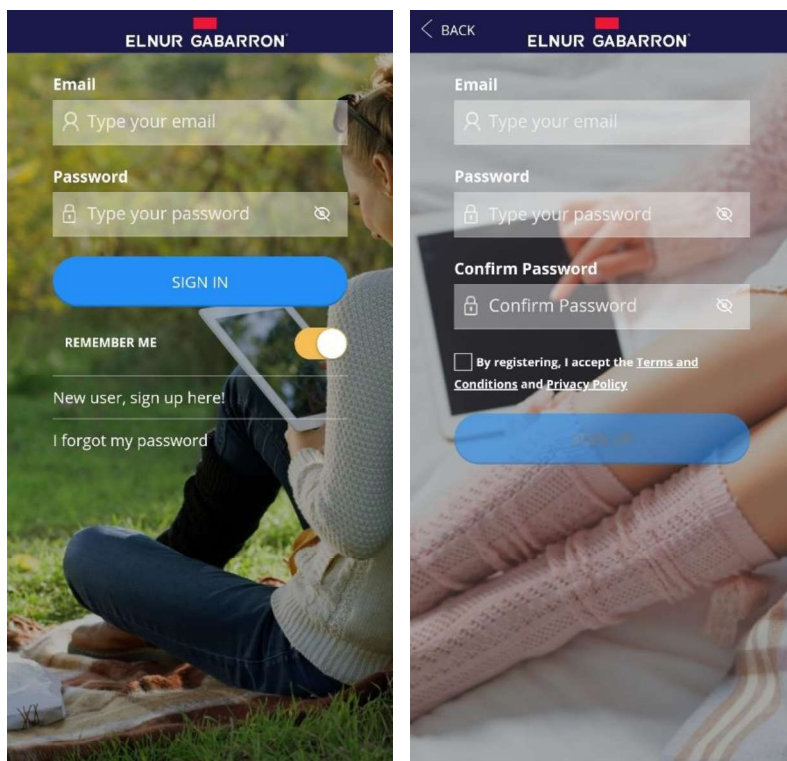 ELNUR GABARRON
Email
Type your email
Password
Type your password
SIGN IN
REMEMBER ME
New user, sign up here!
I forgot my password
BACK
ELNUR GABARRON
Email
Type your email
Password
Type your password
Confirm Password
Confirm Password
By registering, I accept the Terms and
Conditions and Privacy Policy
SIGN UP